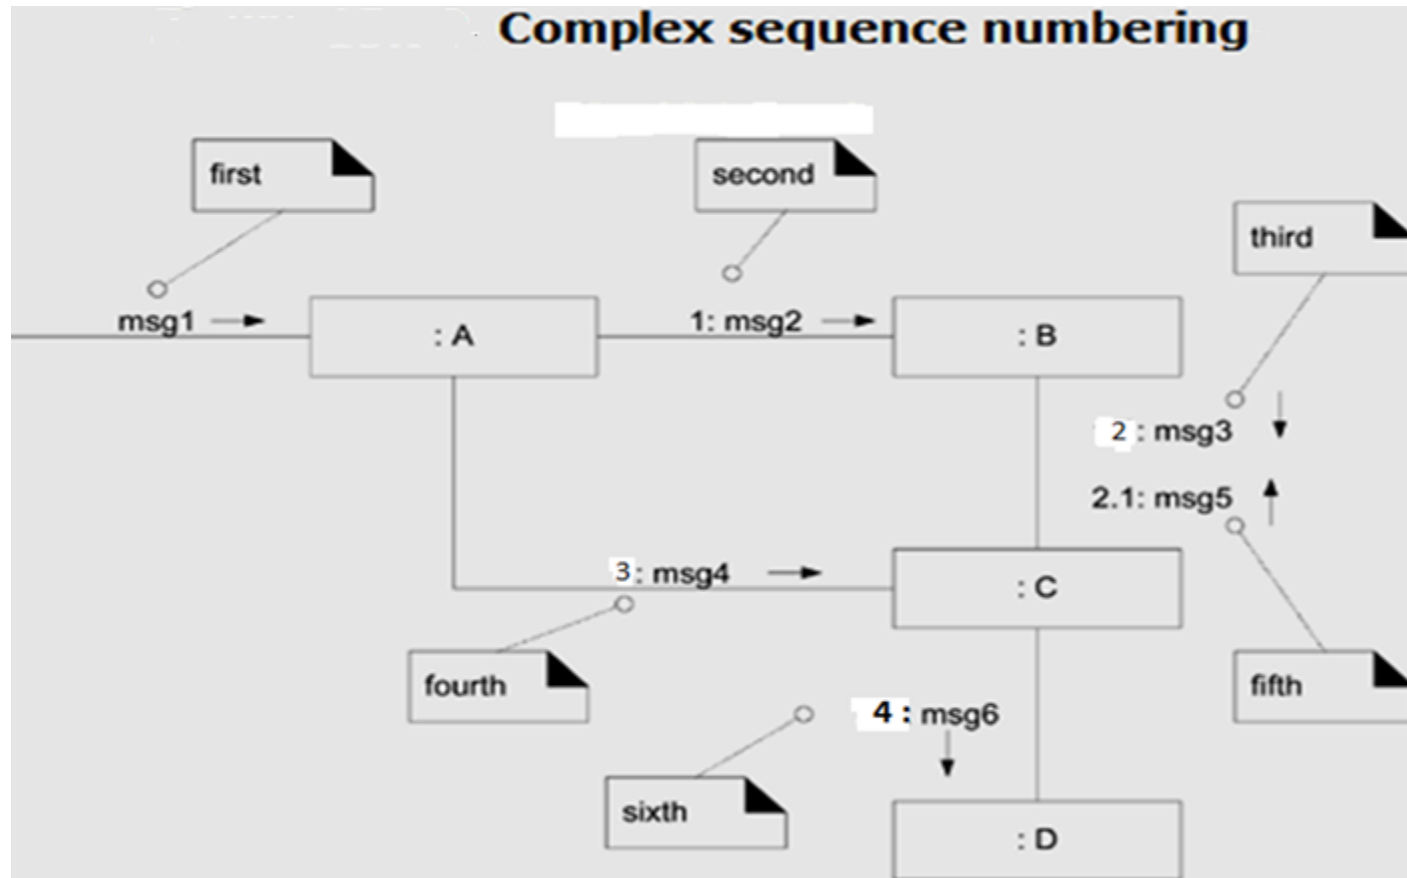 Complex sequence numbering
first
second
third
msg1
: A
1: msg2
: B
2 : msg3
2.1: msg5
3 : msg4
: C
fourth
fifth
4 : msg6
sixth
: D